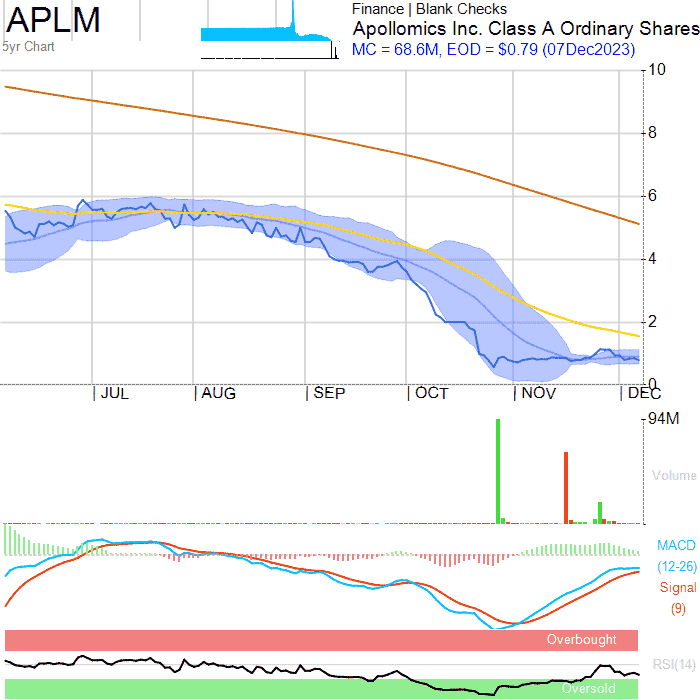 APLM
5yr Chart
Finance | Blank Checks
Apollomics Inc. Class A Ordinary Shares
MC = 68.6M, EOD = $0.79 (07Dec2023)
10
8
6
4
2
0
JUL AUG SEP OCT NOV DEC
94M
Volume
MACD
(12-26)
Signal
(9)
Overbought
RSI(14)
Oversold